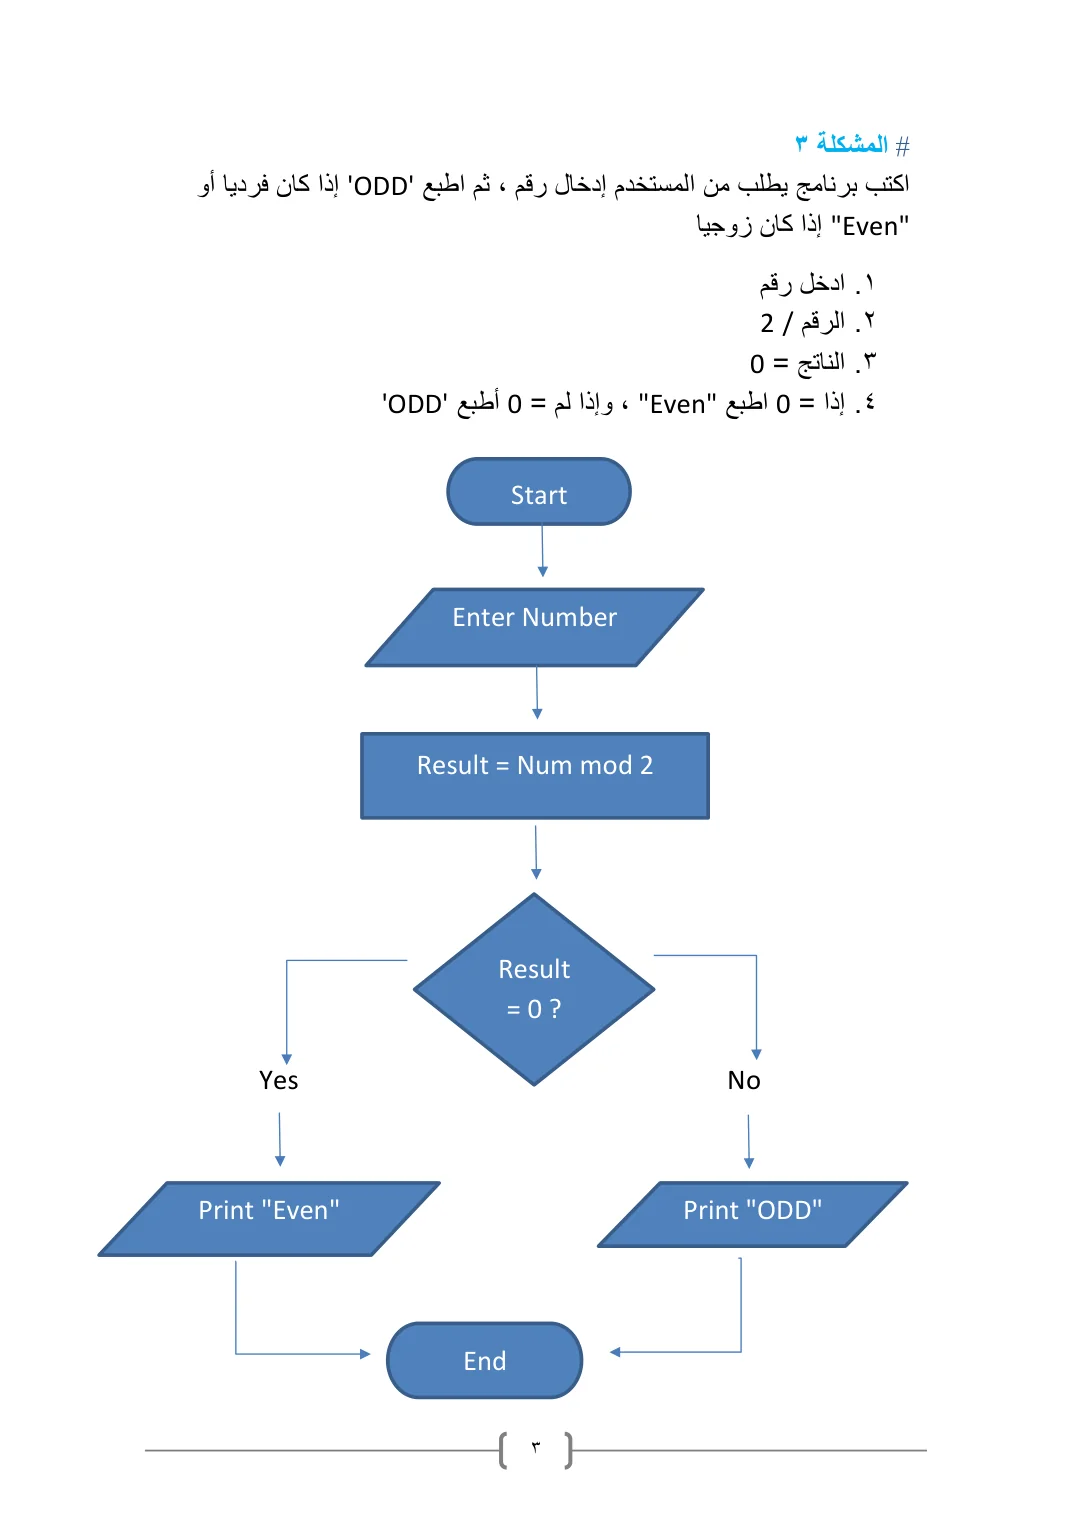 # المشكلة ٣
اكتب برنامج يطلب من المستخدم إدخال رقم ، ثم اطبع 'ODD' إذا كان فرديا أو
"Even" إذا كان زوجيا
١. ادخل رقم
٢. الرقم / 2
٣. الناتج = 0
٤. إذا = 0 اطبع "Even" ، وإذا لم = 0 أطبع 'ODD'
Start
Enter Number
Result = Num mod 2
Result
= 0 ?
Yes
No
Print "Even"
Print "ODD"
End
٣